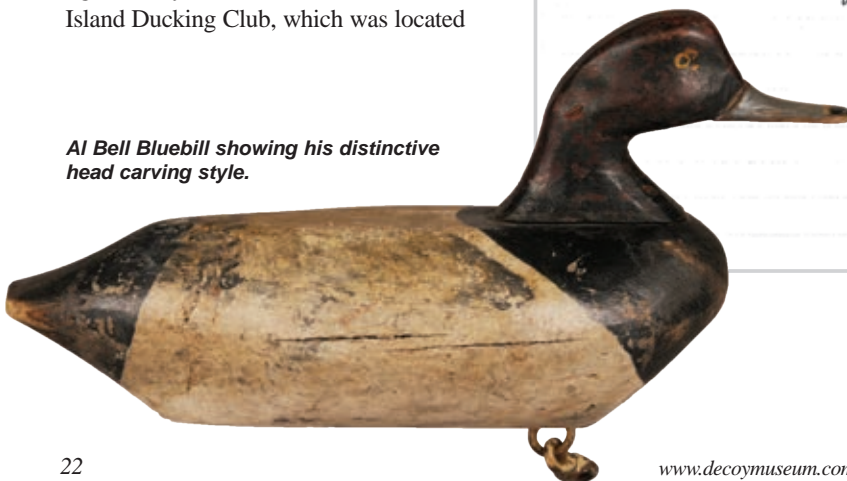 Island Ducking Club, which was located
Al Bell Bluebill showing his distinctive
head carving style.
22
www.decoymuseum.com